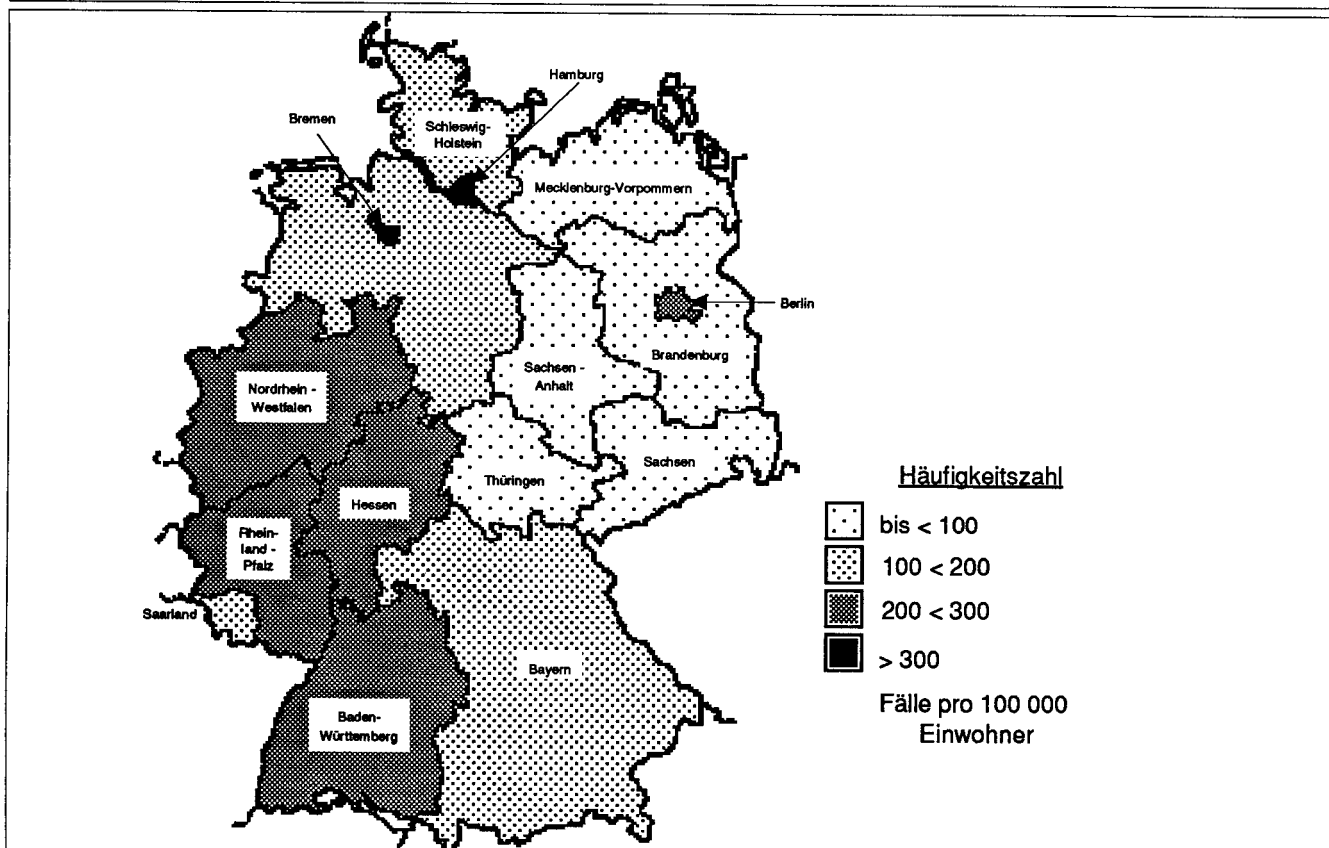 Hamburg
Bremen
Schleswig-
Holstein
Mecklenburg-Vorpommern
Berlin
Brandenburg
Sachsen -
Anhalt
Nordrhein -
Westfalen
Sachsen
Thüringen
Hessen
Rhein-
land -
Pfalz
Saarland
Bayern
Baden-
Württemberg
Häufigkeitszahl
bis < 100
100 < 200
200 < 300
> 300
Fälle pro 100 000
Einwohner